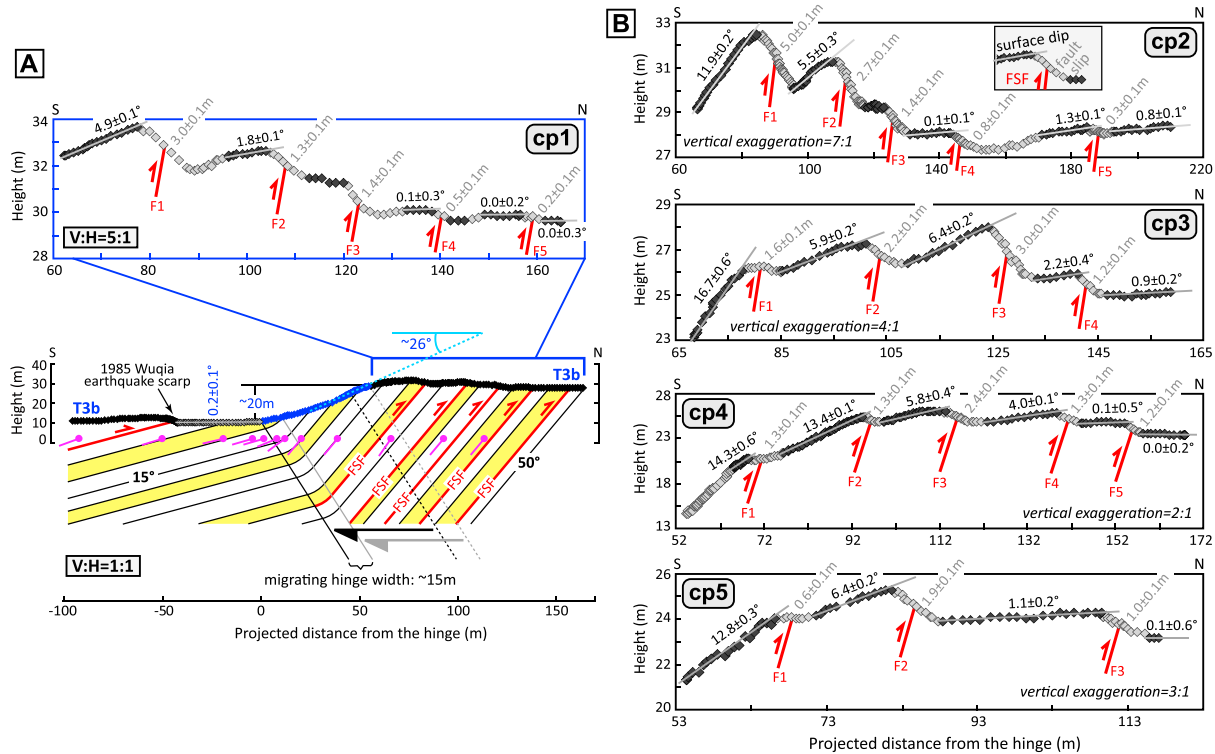 A
S
N
cp1
Height (m)
34
32
30
28
4.9±0.1°
3.0±0.1m
1.8±0.1°
1.3±0.1m
1.4±0.1m
0.1±0.3°
0.5±0.1m
0.0±0.2°
0.2±0.1m
0.0±0.3°
F1
F2
F3
F4
F5
V:H=5:1
60
80
100
120
140
160
~26°
S
N
1985 Wuqia
earthquake scarp
T3b
T3b
Height (m)
40
30
20
10
0
0.2±0.1°
~20m
15°
50°
FSF
FSF
FSF
FSF
FSF
V:H=1:1
migrating hinge width: ~15m
-100
-50
0
50
100
150
Projected distance from the hinge (m)
B
S
N
cp2
Height (m)
33
31
29
27
11.9±0.2°
5.0±0.1m
5.5±0.3°
2.7±0.1m
1.4±0.1m
0.1±0.1°
0.8±0.1m
1.3±0.1°
0.3±0.1m
0.8±0.1°
surface dip
fault
slip
FSF
F1
F2
F3
F4
F5
vertical exaggeration=7:1
60
80
100
120
140
160
180
200
220
S
N
cp3
Height (m)
29
27
25
23
16.7±0.6°
1.6±0.1m
5.9±0.2°
2.2±0.1m
6.4±0.2°
3.0±0.1m
2.2±0.4°
1.2±0.1m
0.9±0.2°
F1
F2
F3
F4
vertical exaggeration=4:1
65
85
105
125
145
165
S
N
cp4
Height (m)
28
23
18
13
14.3±0.6°
1.3±0.1m
13.4±0.1°
1.3±0.1m
5.8±0.4°
2.4±0.1m
4.0±0.1°
1.3±0.1m
0.1±0.5°
1.2±0.1m
0.0±0.2°
F1
F2
F3
F4
F5
vertical exaggeration=2:1
52
72
92
112
132
152
172
S
N
cp5
Height (m)
26
24
22
20
12.8±0.3°
0.6±0.1m
6.4±0.2°
1.9±0.1m
1.1±0.2°
1.0±0.1m
0.1±0.6°
F1
F2
F3
vertical exaggeration=3:1
53
73
93
113
Projected distance from the hinge (m)